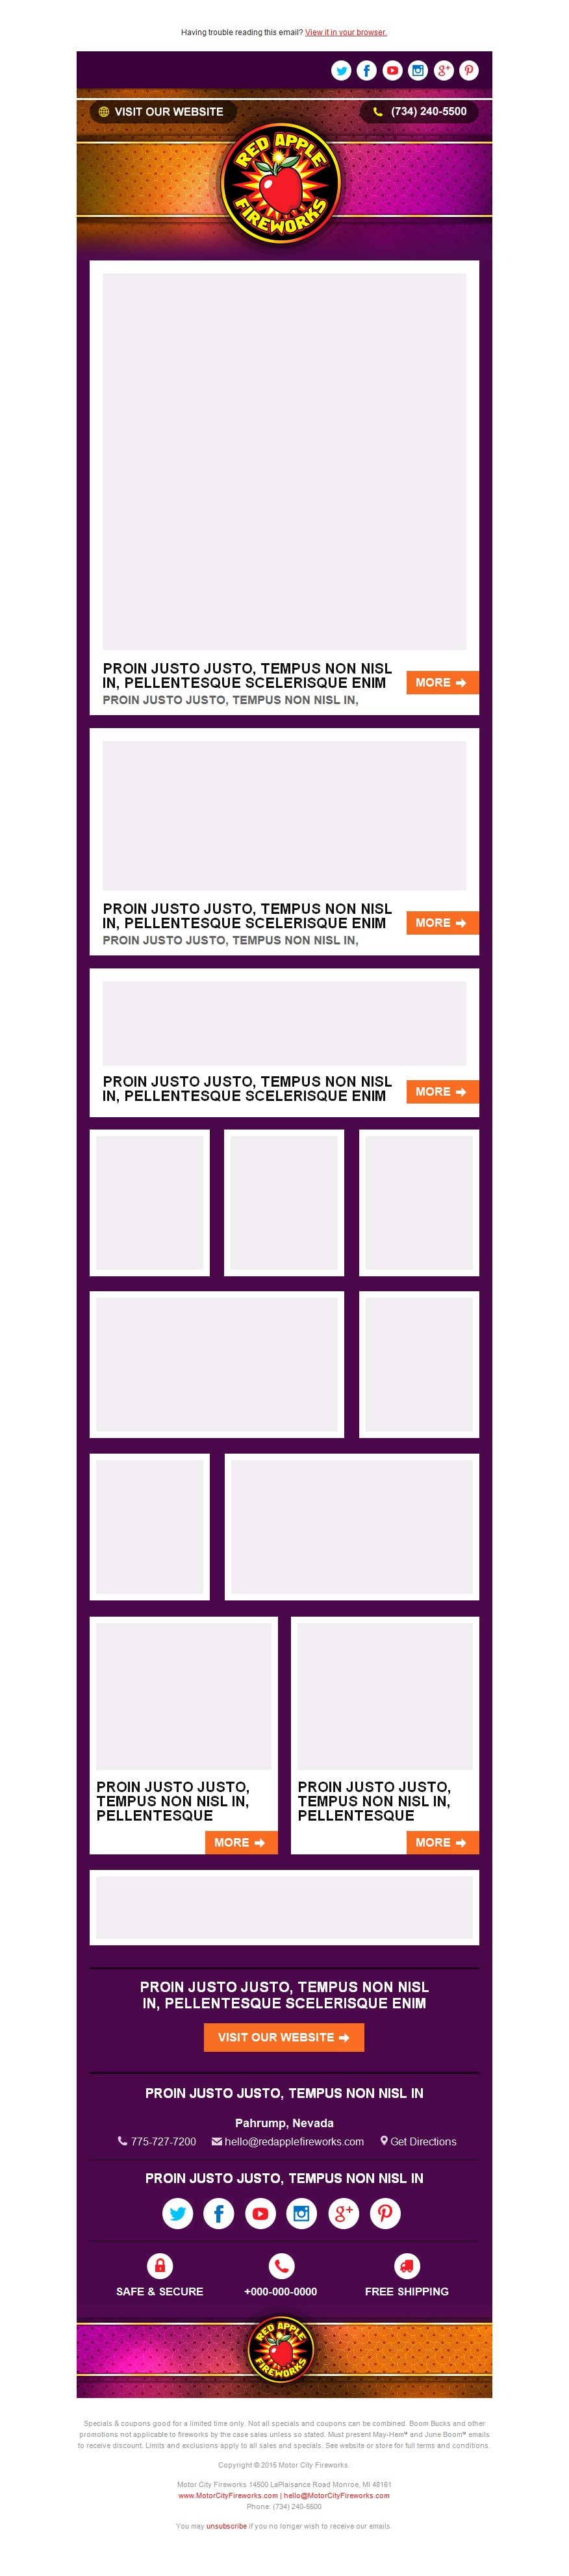 Having trouble reading this email? View it in your browser.
VISIT OUR WEBSITE
(734) 240-5500
RED APPLE
FIREWORKS
PROIN JUSTO JUSTO, TEMPUS NON NISL
IN, PELLENTESQUE SCELERISQUE ENIM
PROIN JUSTO JUSTO, TEMPUS NON NISL IN,
MORE
PROIN JUSTO JUSTO, TEMPUS NON NISL
IN, PELLENTESQUE SCELERISQUE ENIM
PROIN JUSTO JUSTO, TEMPUS NON NISL IN,
MORE
PROIN JUSTO JUSTO, TEMPUS NON NISL
IN, PELLENTESQUE SCELERISQUE ENIM
MORE
PROIN JUSTO JUSTO,
TEMPUS NON NISL IN,
PELLENTESQUE
MORE
PROIN JUSTO JUSTO,
TEMPUS NON NISL IN,
PELLENTESQUE
MORE
PROIN JUSTO JUSTO, TEMPUS NON NISL
IN, PELLENTESQUE SCELERISQUE ENIM
VISIT OUR WEBSITE
PROIN JUSTO JUSTO, TEMPUS NON NISL IN
Pahrump, Nevada
775-727-7200 hello@redapplefireworks.com Get Directions
PROIN JUSTO JUSTO, TEMPUS NON NISL IN
SAFE & SECURE
+000-000-0000
FREE SHIPPING
RED APPLE
FIREWORKS
Specials & coupons good for a limited time only. Not all specials and coupons can be combined. Boom Bucks and other
promotions not applicable to fireworks by the case sales unless so stated. Must present May-Hem® and June Boom® emails
to receive discount. Limits and exclusions apply to all sales and specials. See website or store for full terms and conditions.
Copyright © 2015 Motor City Fireworks.
Motor City Fireworks 14500 LaPlaisance Road Monroe, MI 48161
www.MotorCityFireworks.com | hello@MotorCityFireworks.com
Phone: (734) 240-5500
You may unsubscribe if you no longer wish to receive our emails.